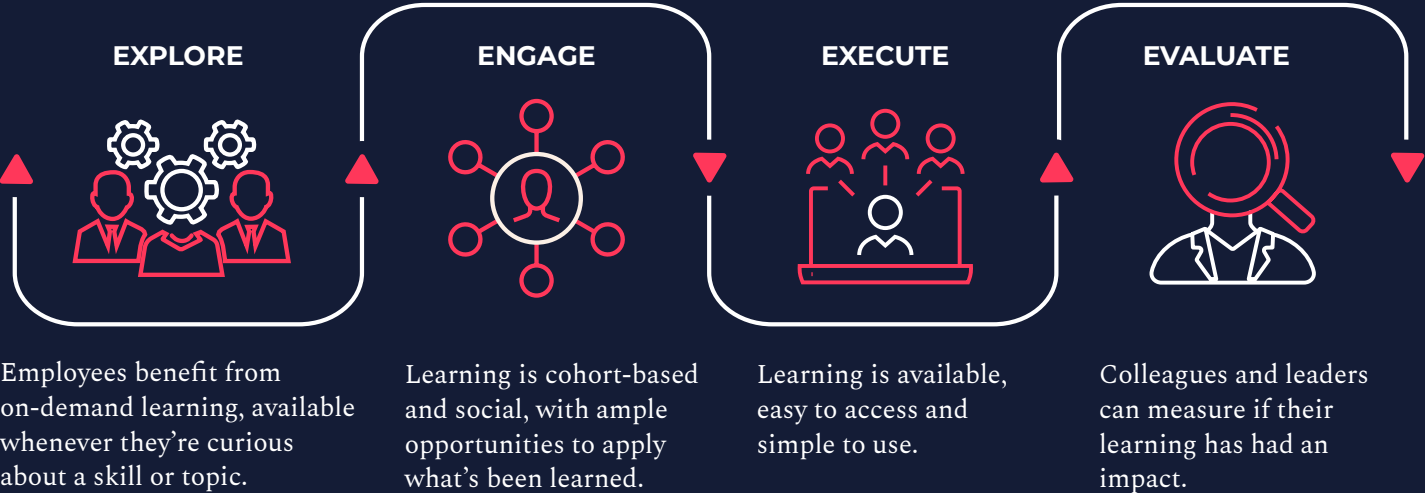 EXPLORE
Employees benefit from
on-demand learning, available
whenever they’re curious
about a skill or topic.
ENGAGE
Learning is cohort-based
and social, with ample
opportunities to apply
what’s been learned.
EXECUTE
Learning is available,
easy to access and
simple to use.
EVALUATE
Colleagues and leaders
can measure if their
learning has had an
impact.